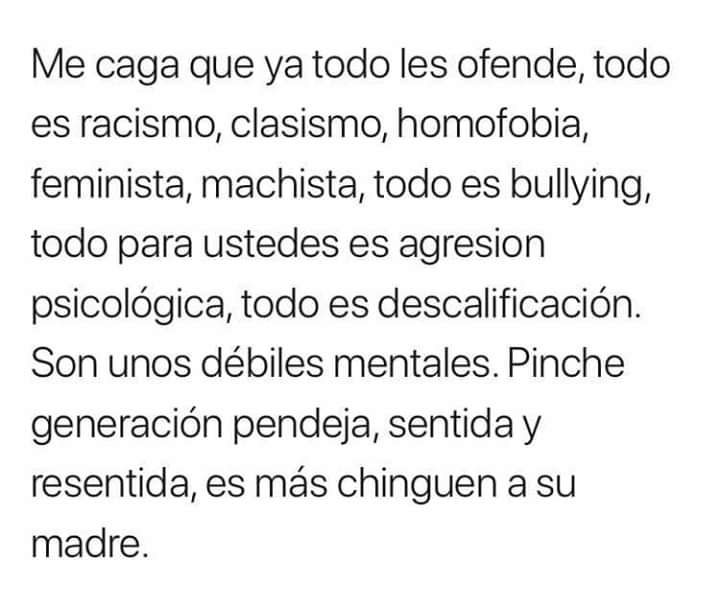 Me caga que ya todo les ofende, todo
es racismo, clasismo, homofobia,
feminista, machista, todo es bullying,
todo para ustedes es agresion
psicológica, todo es descalificación.
Son unos débiles mentales. Pinche
generación pendeja, sentida y
resentida, es más chinguen a su
madre.